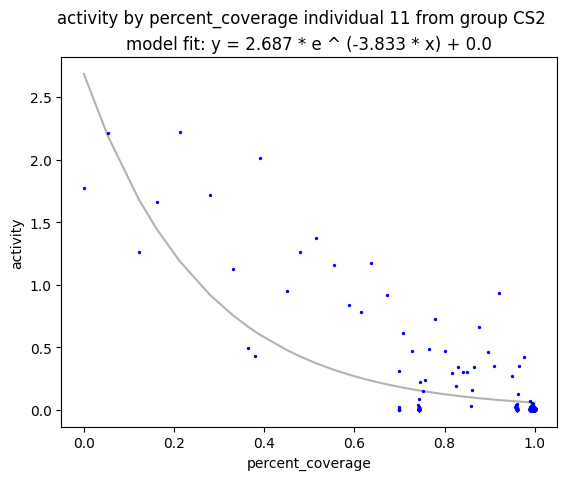 activity by percent_coverage individual 11 from group CS2
model fit: y = 2.687 * e ^ (-3.833 * x) + 0.0
2.5
2.0
1.5
1.0
0.5
0.0
activity
0.0 0.2 0.4 0.6 0.8 1.0
percent_coverage